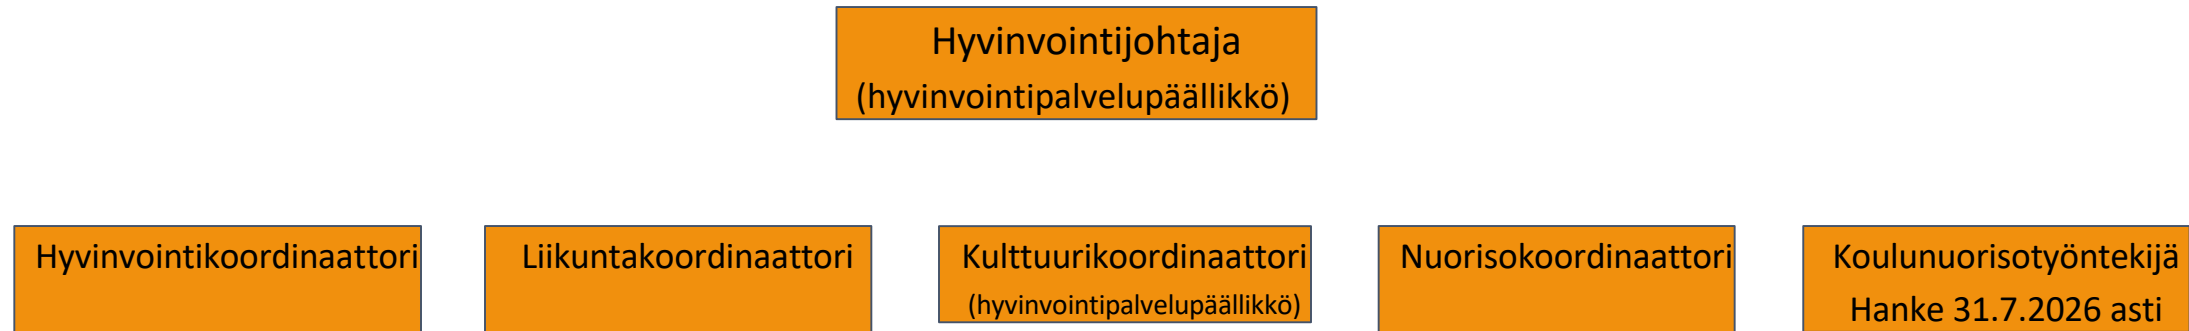 Hyvinvointijohtaja
(hyvinvointipalvelupäällikkö)
Hyvinvointikoordinaattori
Liikuntakoordinaattori
Kulttuurikoordinaattori
(hyvinvointipalvelupäällikkö)
Nuorisokoordinaattori
Koulunuorisotyöntekijä
Hanke 31.7.2026 asti